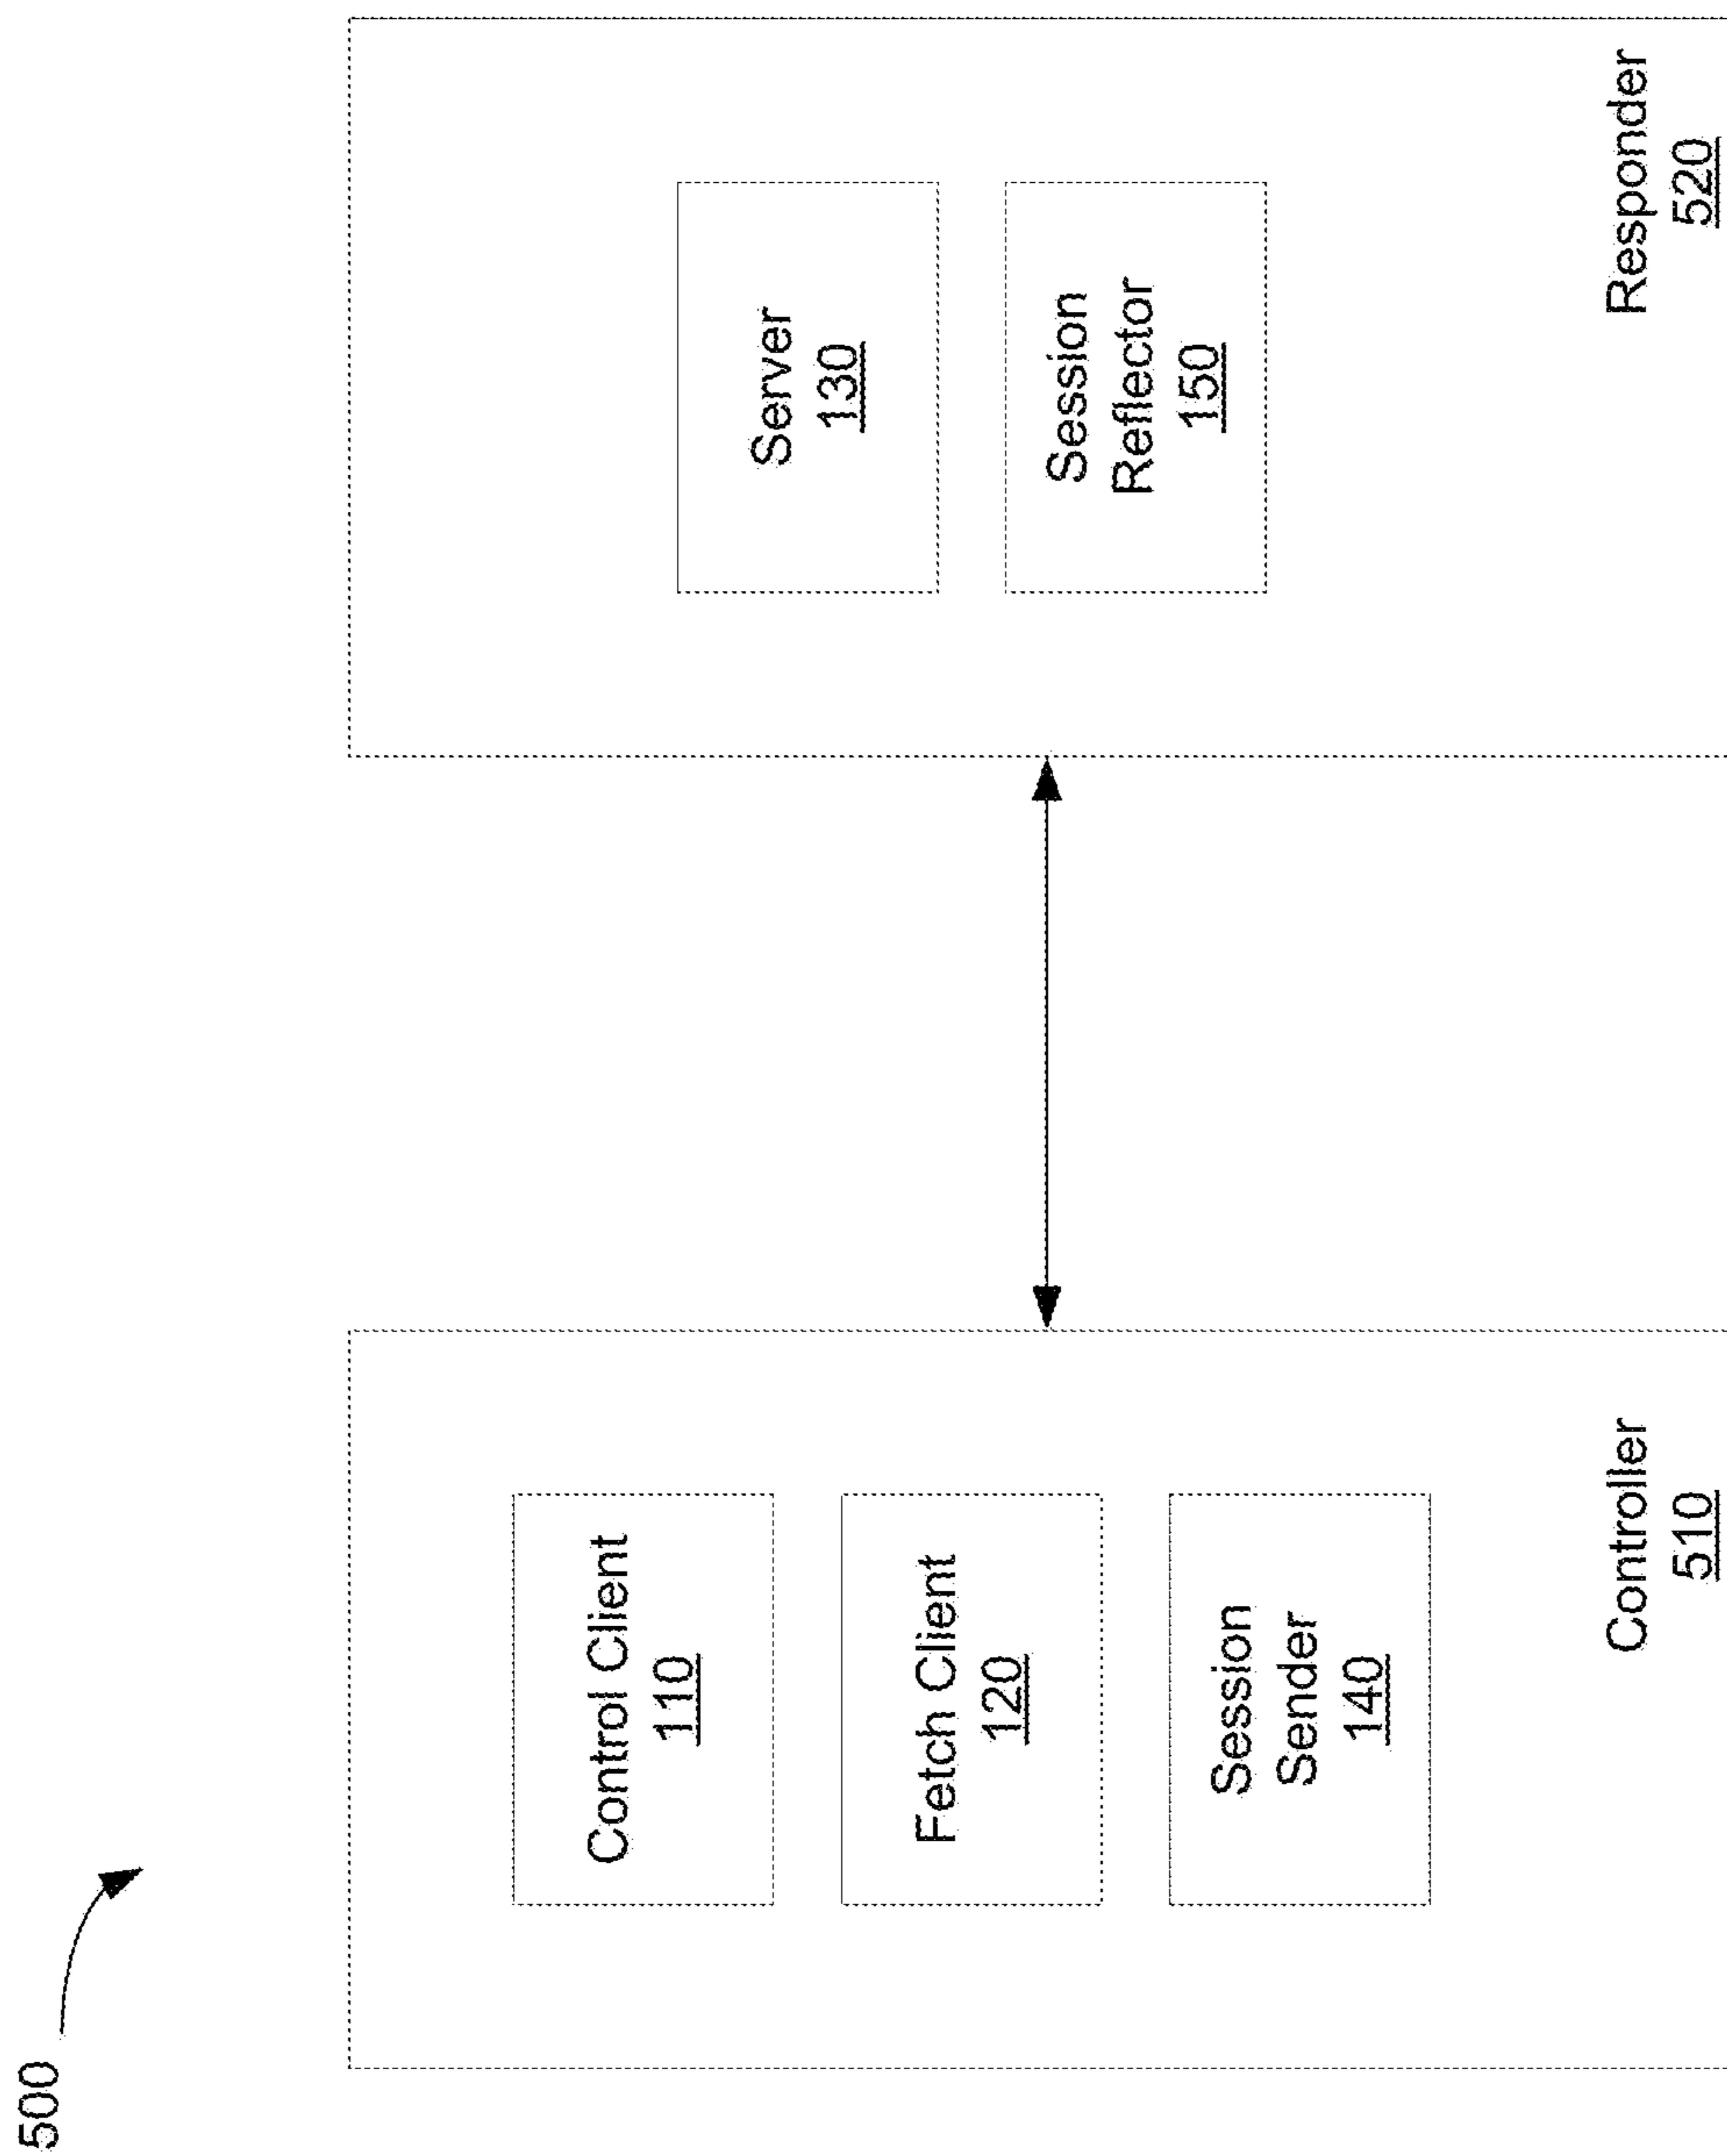 500
Control Client
110
Fetch Client
120
Session
Sender
140
Controller
510
Server
130
Session
Reflector
150
Responder
520